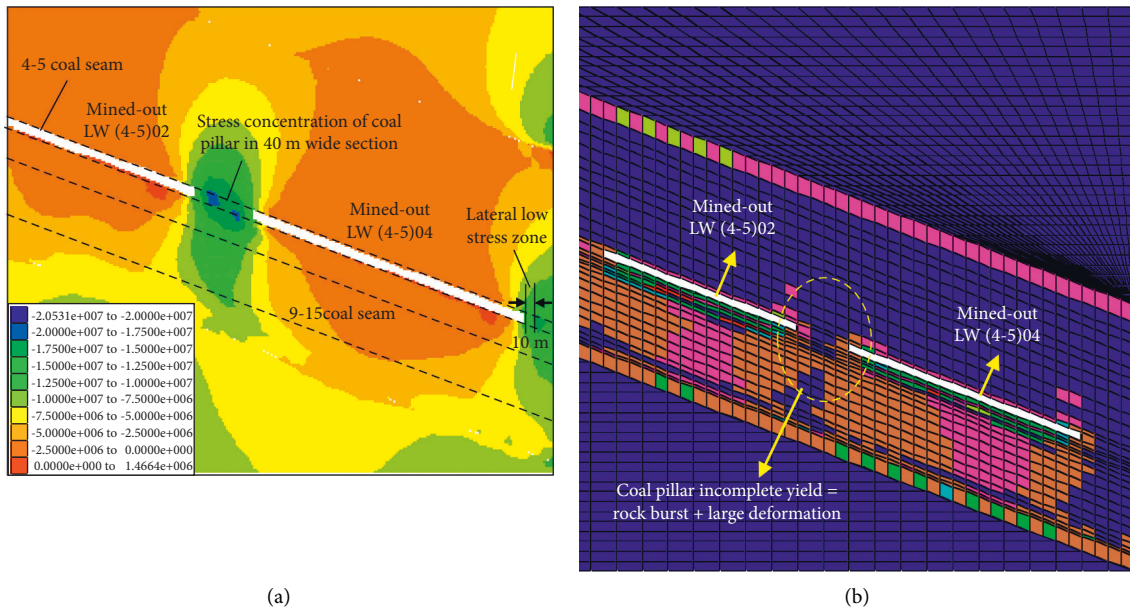 (a)
4-5 coal seam
Mined-out
LW (4-5)02
Stress concentration of coal
pillar in 40 m wide section
Mined-out
LW (4-5)04
Lateral low
stress zone
10 m
9-15coal seam
-2.0531e+007 to -2.0000e+007
-2.0000e+007 to -1.7500e+007
-1.7500e+007 to -1.5000e+007
-1.5000e+007 to -1.2500e+007
-1.2500e+007 to -1.0000e+007
-1.0000e+007 to -7.5000e+006
-7.5000e+006 to -5.0000e+006
-5.0000e+006 to -2.5000e+006
-2.5000e+006 to 0.0000e+000
0.0000e+000 to 1.4664e+006
(b)
Mined-out
LW (4-5)02
Mined-out
LW (4-5)04
Coal pillar incomplete yield =
rock burst + large deformation